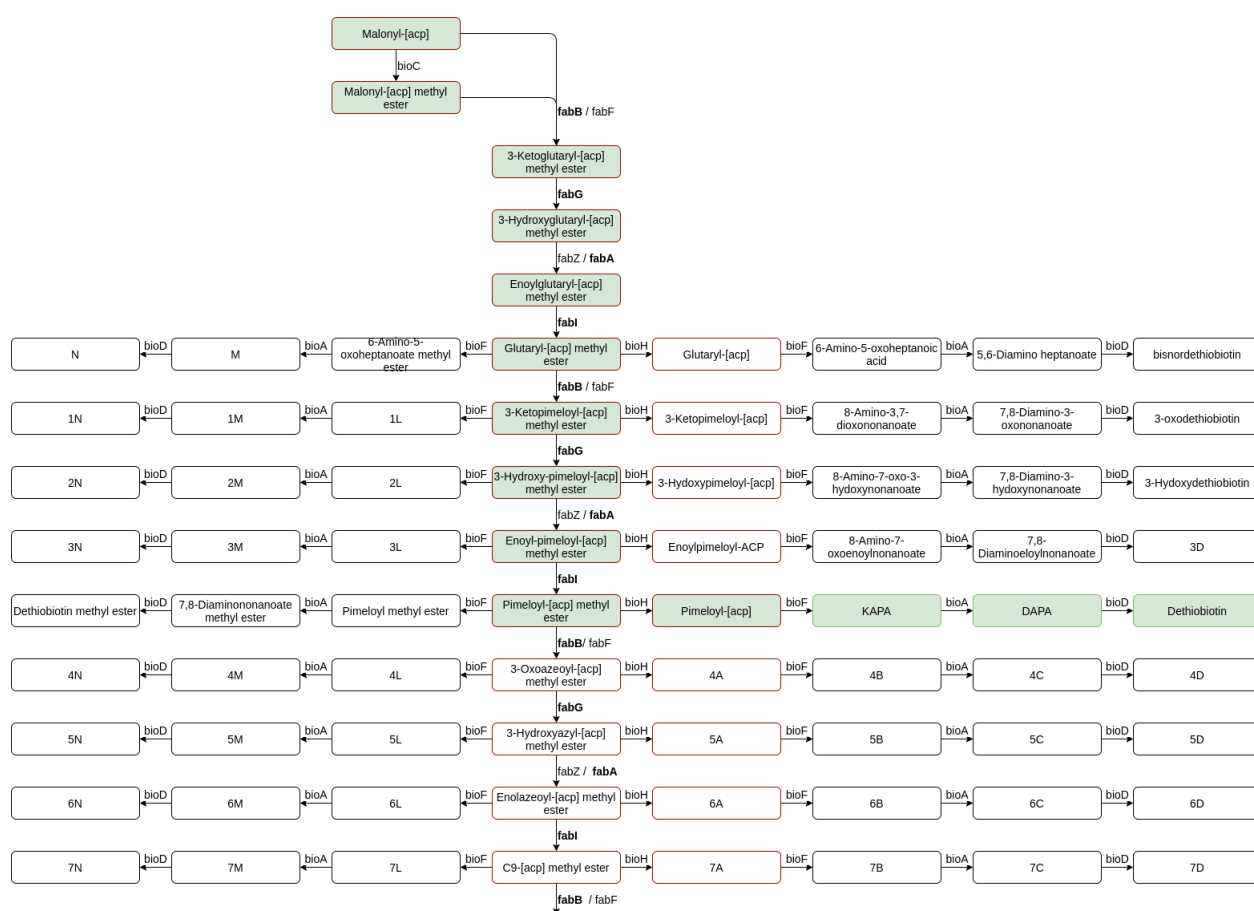 Malonyl-[acp]
bioC
Malonyl-[acp] methyl
ester
fabB / fabF
3-Ketoglutaryl-[acp]
methyl ester
fabG
3-Hydroxyglutaryl-[acp]
methyl ester
fabZ / fabA
Enoylglutaryl-[acp]
methyl ester
fabI
N
bioD
M
bioA
6-Amino-5-
oxoheptanoate methyl
ester
bioF
Glutaryl-[acp] methyl
ester
bioH
Glutaryl-[acp]
bioF
6-Amino-5-oxoheptanoic
acid
bioA
5,6-Diamino heptanoate
bioD
bisnordethiobiotin
fabB / fabF
1N
bioD
1M
bioA
1L
bioF
3-Ketopimeloyl-[acp]
methyl ester
bioH
3-Ketopimeloyl-[acp]
bioF
8-Amino-3,7-
dioxononanoate
bioA
7,8-Diamino-3-
oxononanoate
bioD
3-oxodethiobiotin
fabG
2N
bioD
2M
bioA
2L
bioF
3-Hydroxy-pimeloyl-[acp]
methyl ester
bioH
3-Hydoxypimeloyl-[acp]
bioF
8-Amino-7-oxo-3-
hydoxynonanoate
bioA
7,8-Diamino-3-
hydoxynonanoate
bioD
3-Hydoxydethiobiotin
fabZ / fabA
3N
bioD
3M
bioA
3L
bioF
Enoyl-pimeloyl-[acp]
methyl ester
bioH
Enoylpimeloyl-ACP
bioF
8-Amino-7-
oxoenoylnonanoate
bioA
7,8-
Diaminoeloylnonanoate
bioD
3D
fabI
Dethiobiotin methyl ester
bioD
7,8-Diaminononanoate
methyl ester
bioA
Pimeloyl methyl ester
bioF
Pimeloyl-[acp] methyl
ester
bioH
Pimeloyl-[acp]
bioF
KAPA
bioA
DAPA
bioD
Dethiobiotin
fabB/ fabF
4N
bioD
4M
bioA
4L
bioF
3-Oxoazeoyl-[acp]
methyl ester
bioH
4A
bioF
4B
bioA
4C
bioD
4D
fabG
5N
bioD
5M
bioA
5L
bioF
3-Hydroxyazyl-[acp]
methyl ester
bioH
5A
bioF
5B
bioA
5C
bioD
5D
fabZ / fabA
6N
bioD
6M
bioA
6L
bioF
Enolazeoyl-[acp] methyl
ester
bioH
6A
bioF
6B
bioA
6C
bioD
6D
fabI
7N
bioD
7M
bioA
7L
bioF
C9-[acp] methyl ester
bioH
7A
bioF
7B
bioA
7C
bioD
7D
fabB / fabF